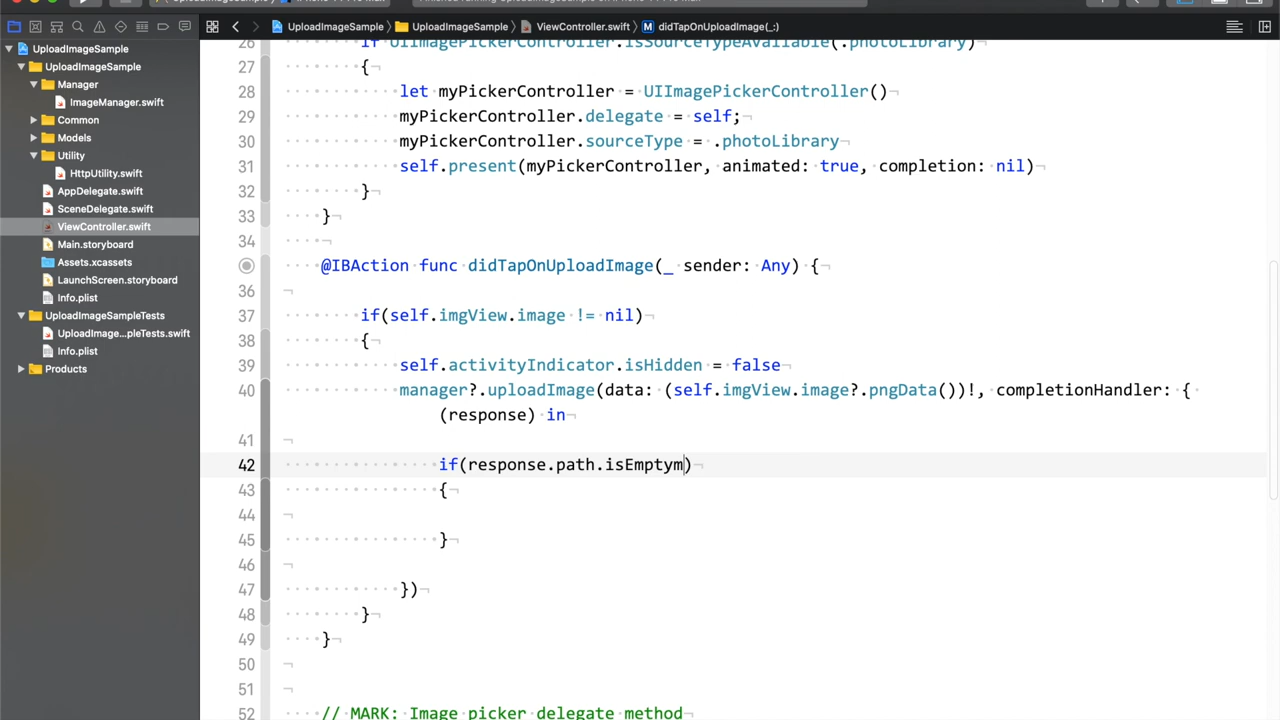 UploadImageSample
UploadImageSample
ViewController.swift
M
didTapOnUploadImage(_:)
UploadImageSample
UploadImageSample
Manager
ImageManager.swift
Common
Models
Utility
HttpUtility.swift
AppDelegate.swift
SceneDelegate.swift
ViewController.swift
Main.storyboard
Assets.xcassets
LaunchScreen.storyboard
Info.plist
UploadImageSampleTests
UploadImage...pleTests.swift
Info.plist
Products
26 if UIImagePickerController.isSourceTypeAvailable(.photoLibrary)
27 {
28 let myPickerController = UIImagePickerController()
29 myPickerController.delegate = self;
30 myPickerController.sourceType = .photoLibrary
31 self.present(myPickerController, animated: true, completion: nil)
32 }
33 }
34
@IBAction func didTapOnUploadImage(_ sender: Any) {
36
37 if(self.imgView.image != nil)
38 {
39 self.activityIndicator.isHidden = false
40 manager?.uploadImage(data: (self.imgView.image?.pngData())!, completionHandler: {
(response) in
41
42 if(response.path.isEmptym)
43 {
44
45 }
46
47 })
48 }
49 }
50
51
52 // MARK: Image picker delegate method